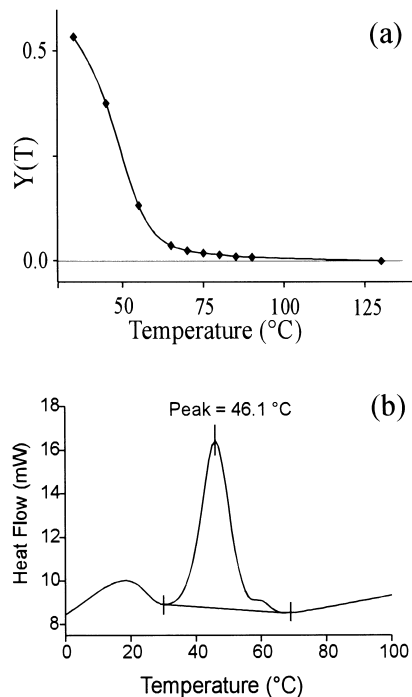 (a)
0.5
Y(T)
0.0
50 75 100 125
Temperature (°C)
(b)
Peak = 46.1 °C
18
16
14
12
10
8
Heat Flow (mW)
0 20 40 60 80 100
Temperature (°C)